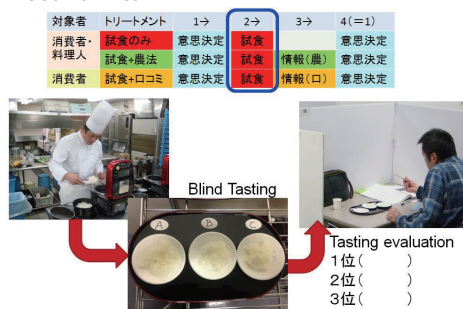 対象者 トリートメント 1→ 2→ 3→ 4(=1)
消費者・料理人 試食のみ 意思決定 試食 意思決定
試食+農法 意思決定 試食 情報(農) 意思決定
消費者 試食+口コミ 意思決定 試食 情報(口) 意思決定
Blind Tasting
A B C
Tasting evaluation
1位( )
2位( )
3位( )